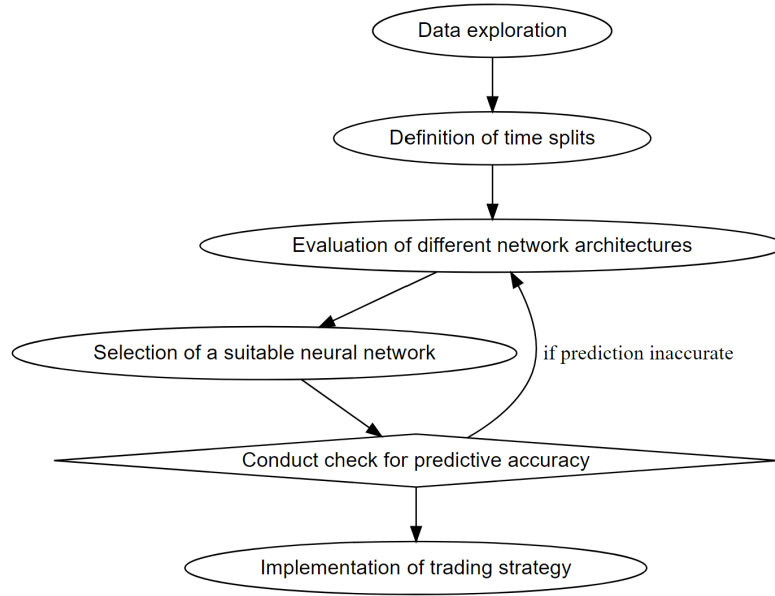 Data exploration
Definition of time splits
Evaluation of different network architectures
Selection of a suitable neural network
if prediction inaccurate
Conduct check for predictive accuracy
Implementation of trading strategy